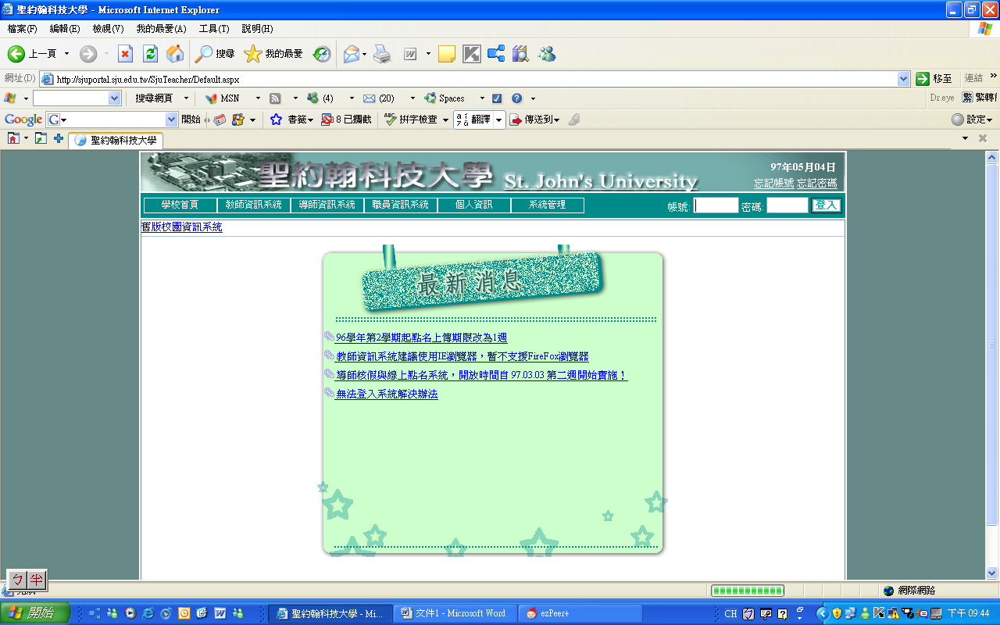 聖約翰科技大學 - Microsoft Internet Explorer
檔案(F) 編輯(E) 檢視(V) 我的最愛(A) 工具(T) 說明(H)
上一頁 搜尋 我的最愛
網址(D) http://sjuportal.sju.edu.tw/SjuTeacher/Default.aspx 移至 連結 »
搜尋網頁 MSN (4) (20) Spaces Dr.eye 繁 繁轉簡
Google G 開始 書籤 8 已攔截 拼字檢查 翻譯 傳送到 設定
聖約翰科技大學
聖約翰科技大學 St. John's University
97年05月04日
忘記帳號 忘記密碼
學校首頁 教師資訊系統 導師資訊系統 職員資訊系統 個人資訊 系統管理 帳號: 密碼: 登入
舊版校園資訊系統
最新消息
96學年第2學期起點名上傳期限改為1週
教師資訊系統建議使用IE瀏覽器，暫不支援FireFox瀏覽器
導師核假與線上點名系統，開放時間自 97.03.03 第二週開始實施！
無法登入系統解決辦法
ㄅ 半
網際網路
開始 聖約翰科技大學 - Mi... 文件1 - Microsoft Word ezPeer+ CH 下午 09:44